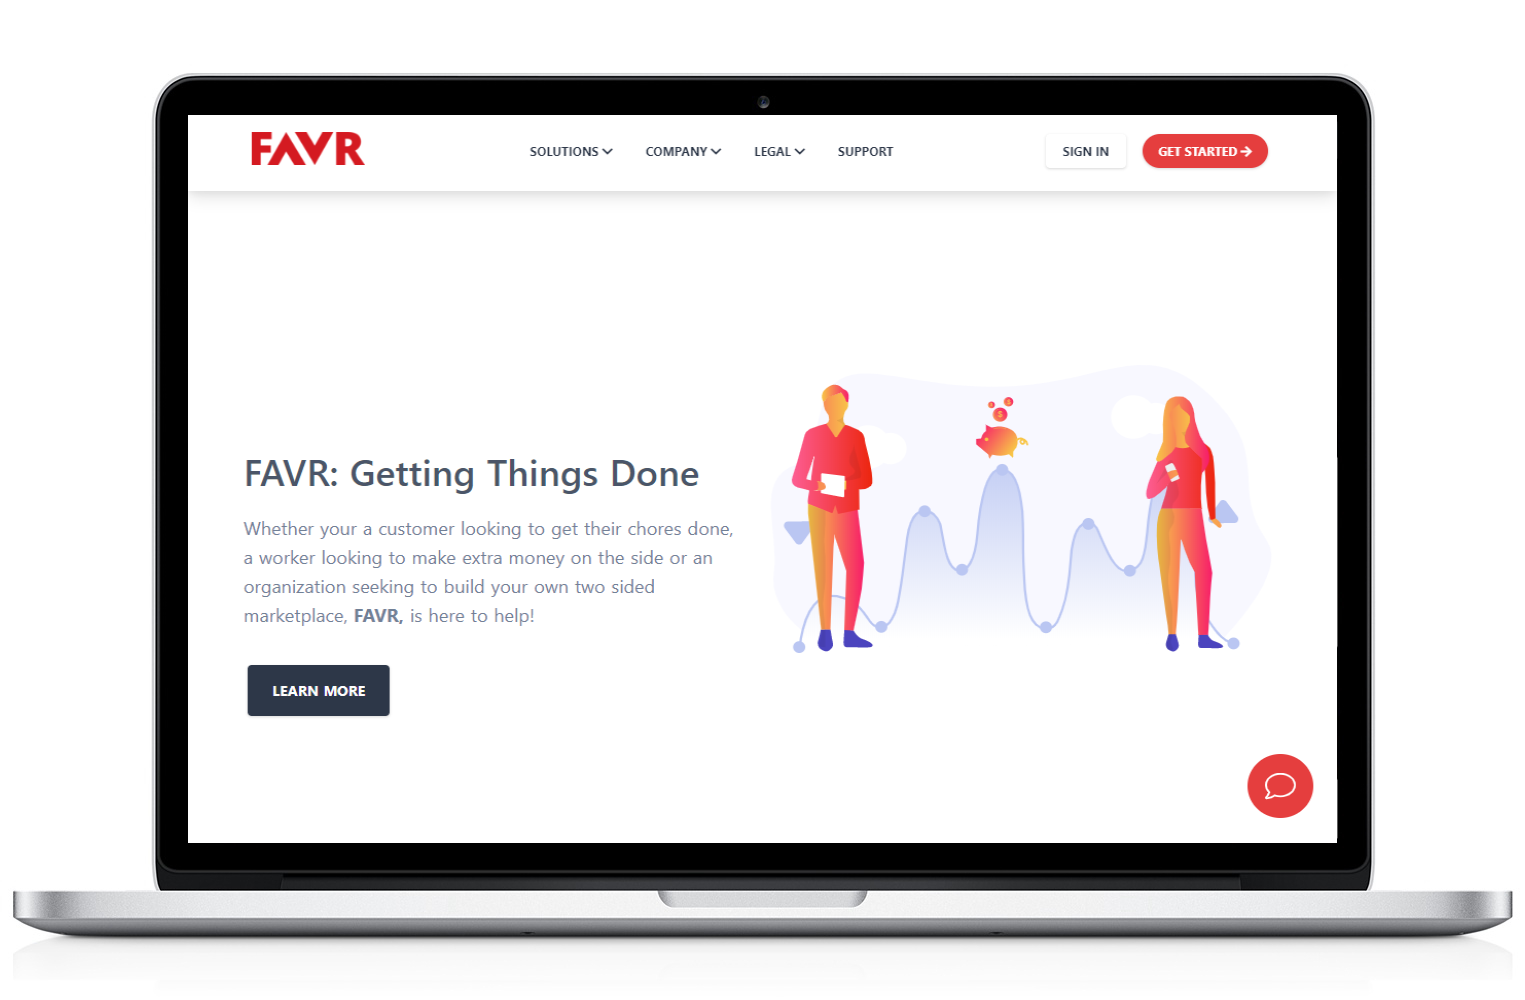 FAVR
SOLUTIONS
COMPANY
LEGAL
SUPPORT
SIGN IN
GET STARTED
FAVR: Getting Things Done
Whether your a customer looking to get their chores done,
a worker looking to make extra money on the side or an
organization seeking to build your own two sided
marketplace, FAVR, is here to help!
LEARN MORE